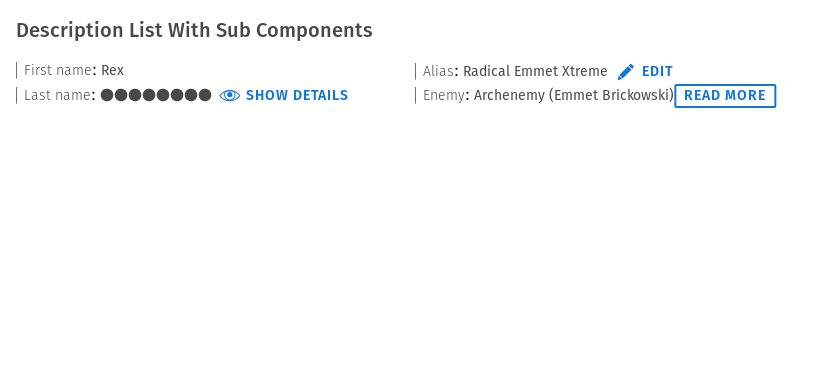 Description List With Sub Components
First name: Rex
Last name: ●●●●●●●● SHOW DETAILS
Alias: Radical Emmet Xtreme EDIT
Enemy: Archenemy (Emmet Brickowski) READ MORE